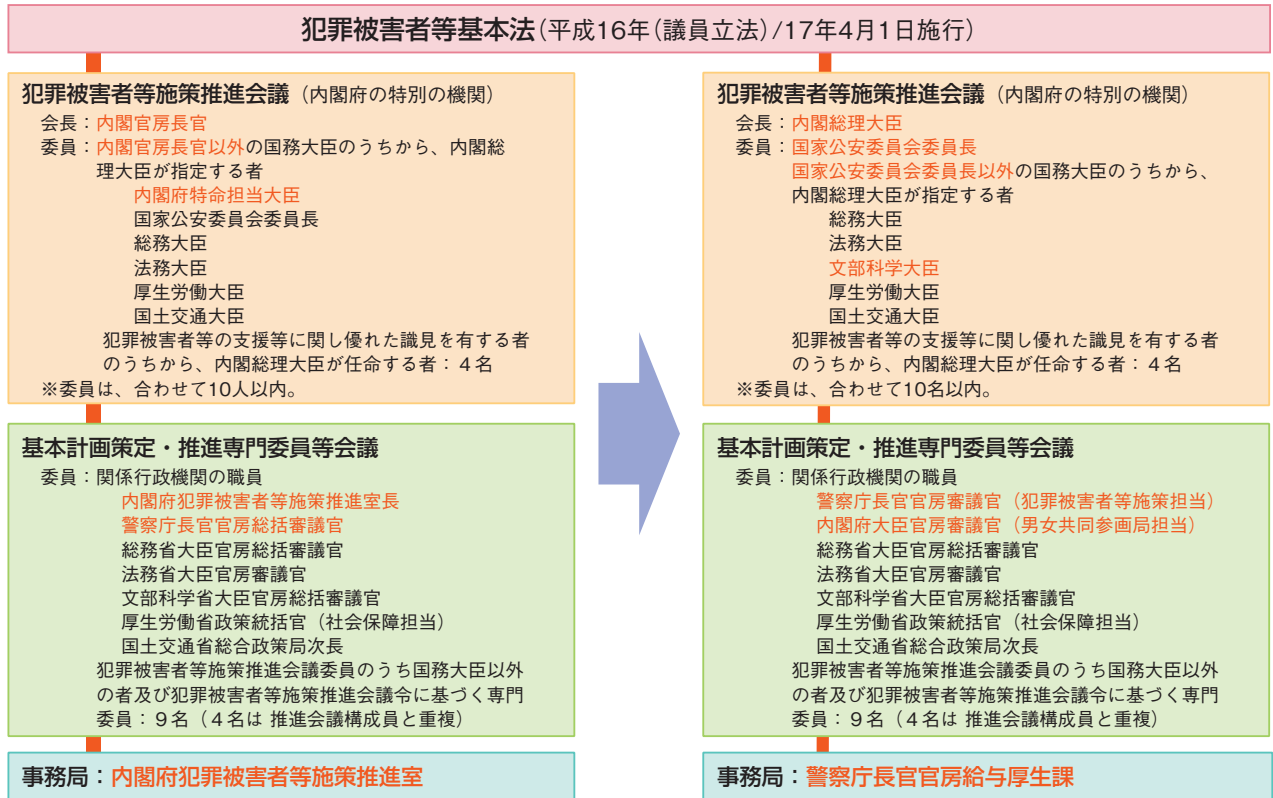 犯罪被害者等基本法(平成16年(議員立法)/17年4月1日施行)
犯罪被害者等施策推進会議（内閣府の特別の機関）
会長：内閣官房長官
委員：内閣官房長官以外の国務大臣のうちから、内閣総
理大臣が指定する者
内閣府特命担当大臣
国家公安委員会委員長
総務大臣
法務大臣
厚生労働大臣
国土交通大臣
犯罪被害者等の支援等に関し優れた識見を有する者
のうちから、内閣総理大臣が任命する者：４名
※委員は、合わせて10人以内。
基本計画策定・推進専門委員等会議
委員：関係行政機関の職員
内閣府犯罪被害者等施策推進室長
警察庁長官官房総括審議官
総務省大臣官房総括審議官
法務省大臣官房審議官
文部科学省大臣官房総括審議官
厚生労働省政策統括官（社会保障担当）
国土交通省総合政策局次長
犯罪被害者等施策推進会議委員のうち国務大臣以外
の者及び犯罪被害者等施策推進会議令に基づく専門
委員：９名（４名は 推進会議構成員と重複）
事務局：内閣府犯罪被害者等施策推進室
犯罪被害者等施策推進会議（内閣府の特別の機関）
会長：内閣総理大臣
委員：国家公安委員会委員長
国家公安委員会委員長以外の国務大臣のうちから、
内閣総理大臣が指定する者
総務大臣
法務大臣
文部科学大臣
厚生労働大臣
国土交通大臣
犯罪被害者等の支援等に関し優れた識見を有する者
のうちから、内閣総理大臣が任命する者：４名
※委員は、合わせて10名以内。
基本計画策定・推進専門委員等会議
委員：関係行政機関の職員
警察庁長官官房審議官（犯罪被害者等施策担当）
内閣府大臣官房審議官（男女共同参画局担当）
総務省大臣官房総括審議官
法務省大臣官房審議官
文部科学省大臣官房総括審議官
厚生労働省政策統括官（社会保障担当）
国土交通省総合政策局次長
犯罪被害者等施策推進会議委員のうち国務大臣以外
の者及び犯罪被害者等施策推進会議令に基づく専門
委員：９名（４名は 推進会議構成員と重複）
事務局：警察庁長官官房給与厚生課